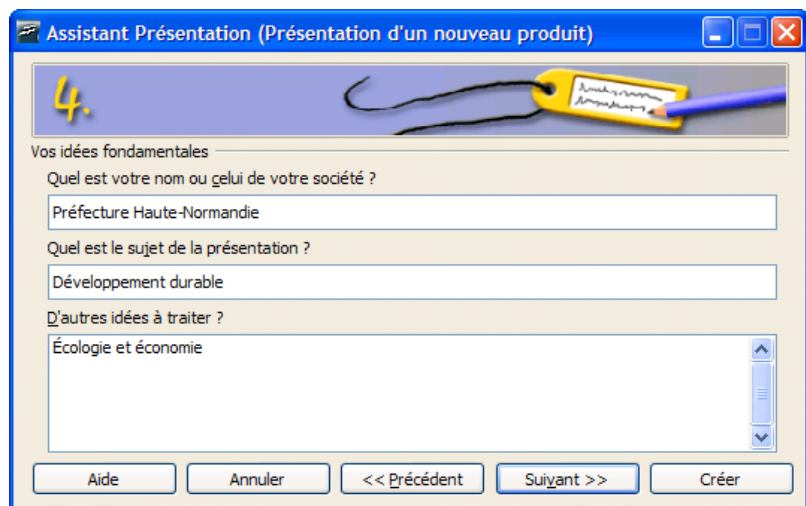 Assistant Présentation (Présentation d'un nouveau produit)
4.
Vos idées fondamentales
Quel est votre nom ou celui de votre société ?
Préfecture Haute-Normandie
Quel est le sujet de la présentation ?
Développement durable
D'autres idées à traiter ?
Écologie et économie
Aide
Annuler
<< Précédent
Suivant >>
Créer